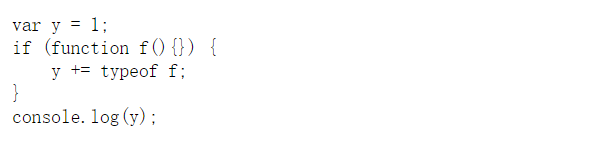 var y = 1;
if (function f(){}) {
    y += typeof f;
}
console.log(y);